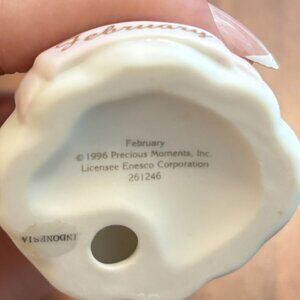 February
February
© 1996 Precious Moments, Inc.
Licensee Enesco Corporation
261246
INDONESIA